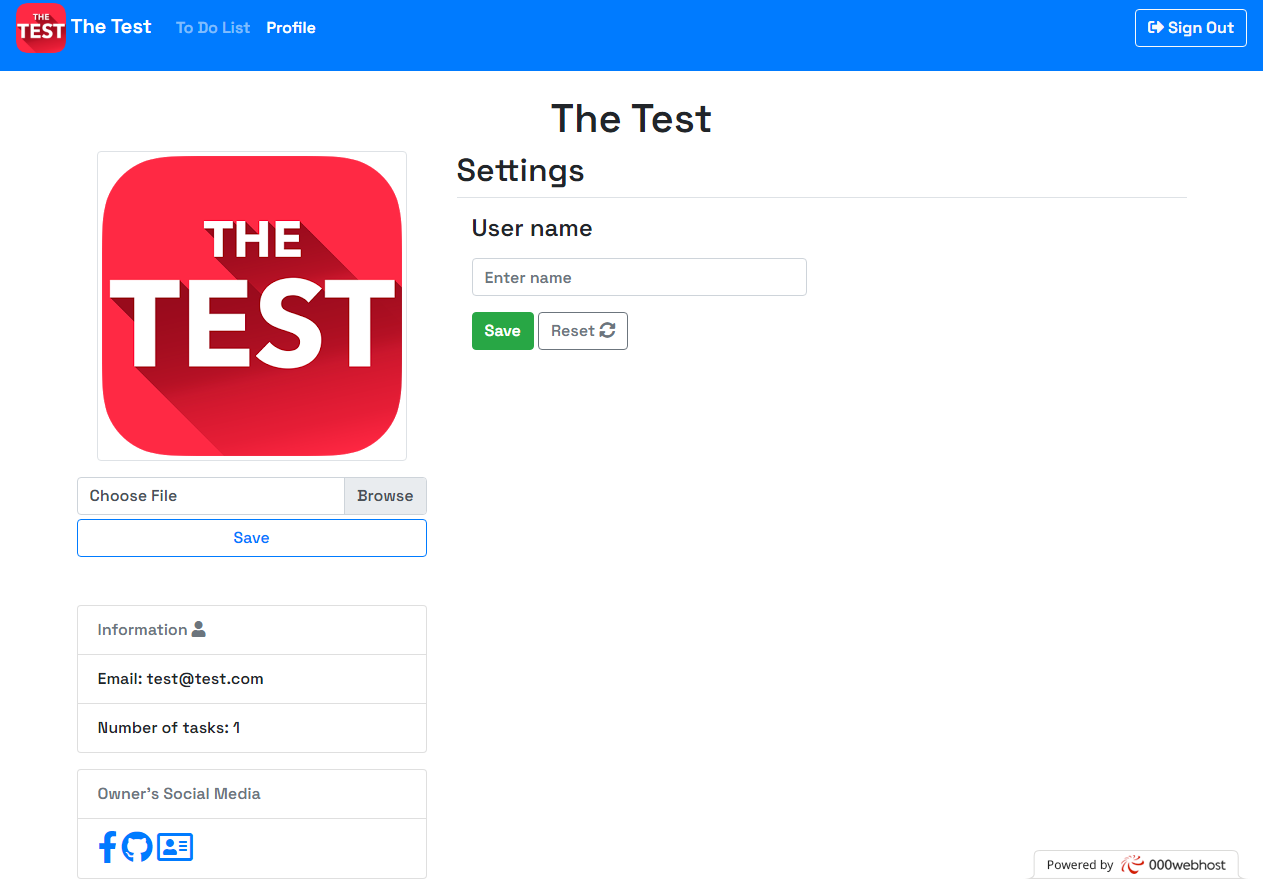 THE
TEST
The Test
To Do List
Profile
Sign Out
The Test
THE
TEST
Choose File
Browse
Save
Settings
User name
Enter name
Save
Reset
Information
Email: test@test.com
Number of tasks: 1
Owner's Social Media
Powered by
000webhost